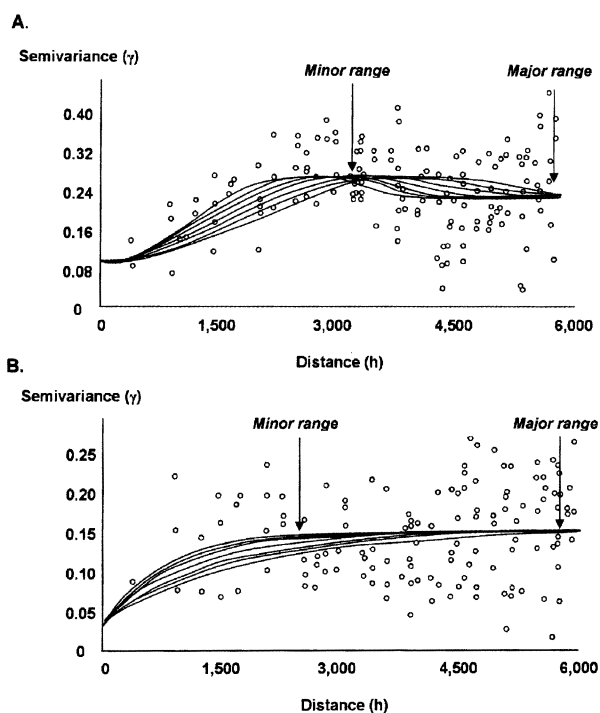 A.
Semivariance (γ)
Minor range Major range
0.40
0.32
0.24
0.16
0.08
0
0 1,500 3,000 4,500 6,000
Distance (h)
B.
Semivariance (γ)
Minor range Major range
0.25
0.20
0.15
0.10
0.05
0
0 1,500 3,000 4,500 6,000
Distance (h)